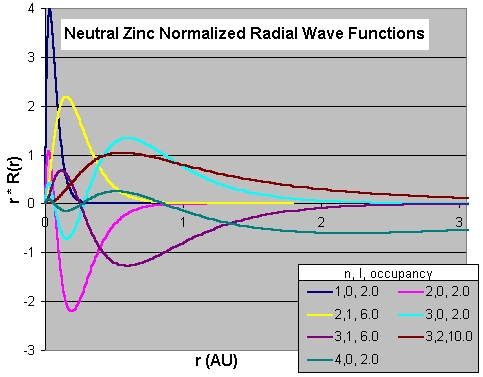 Neutral Zinc Normalized Radial Wave Functions
4
3
2
1
0
-1
-2
-3
r * R(r)
0 1 2 3
r (AU)
n, l, occupancy
1,0, 2.0 2,0, 2.0
2,1, 6.0 3,0, 2.0
3,1, 6.0 3,2,10.0
4,0, 2.0